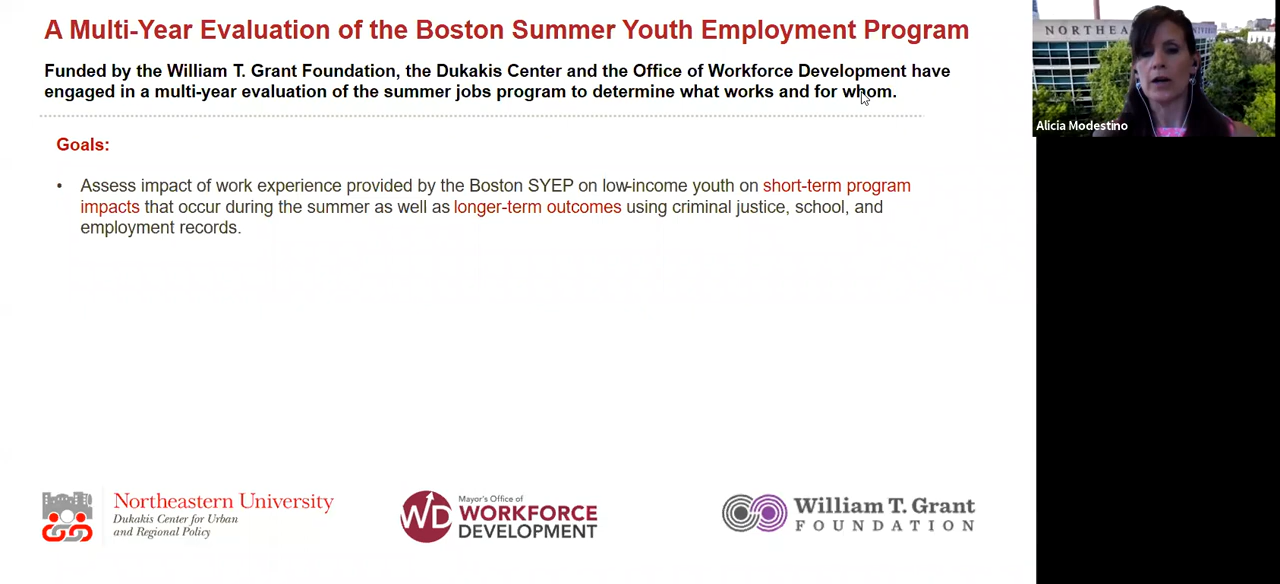 A Multi-Year Evaluation of the Boston Summer Youth Employment Program
Funded by the William T. Grant Foundation, the Dukakis Center and the Office of Workforce Development have
engaged in a multi-year evaluation of the summer jobs program to determine what works and for whom.
Goals:
• Assess impact of work experience provided by the Boston SYEP on low-income youth on short-term program
impacts that occur during the summer as well as longer-term outcomes using criminal justice, school, and
employment records.
NORTHEA
Alicia Modestino
Northeastern University
Dukakis Center for Urban
and Regional Policy
WD
Mayor's Office of
WORKFORCE
DEVELOPMENT
William T. Grant
FOUNDATION